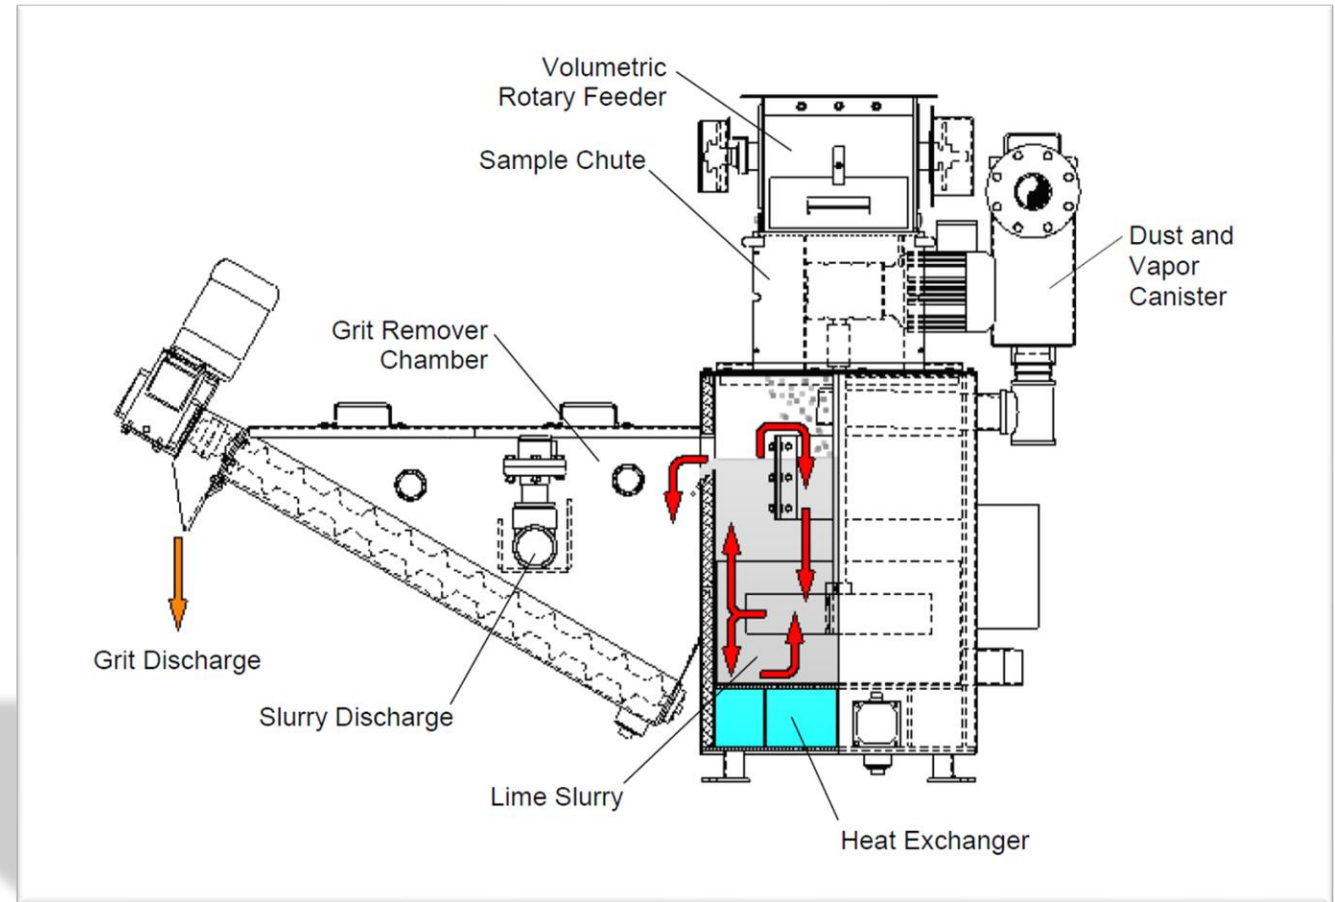 Volumetric
Rotary Feeder
Sample Chute
Dust and
Vapor
Canister
Grit Remover
Chamber
Grit Discharge
Slurry Discharge
Lime Slurry
Heat Exchanger